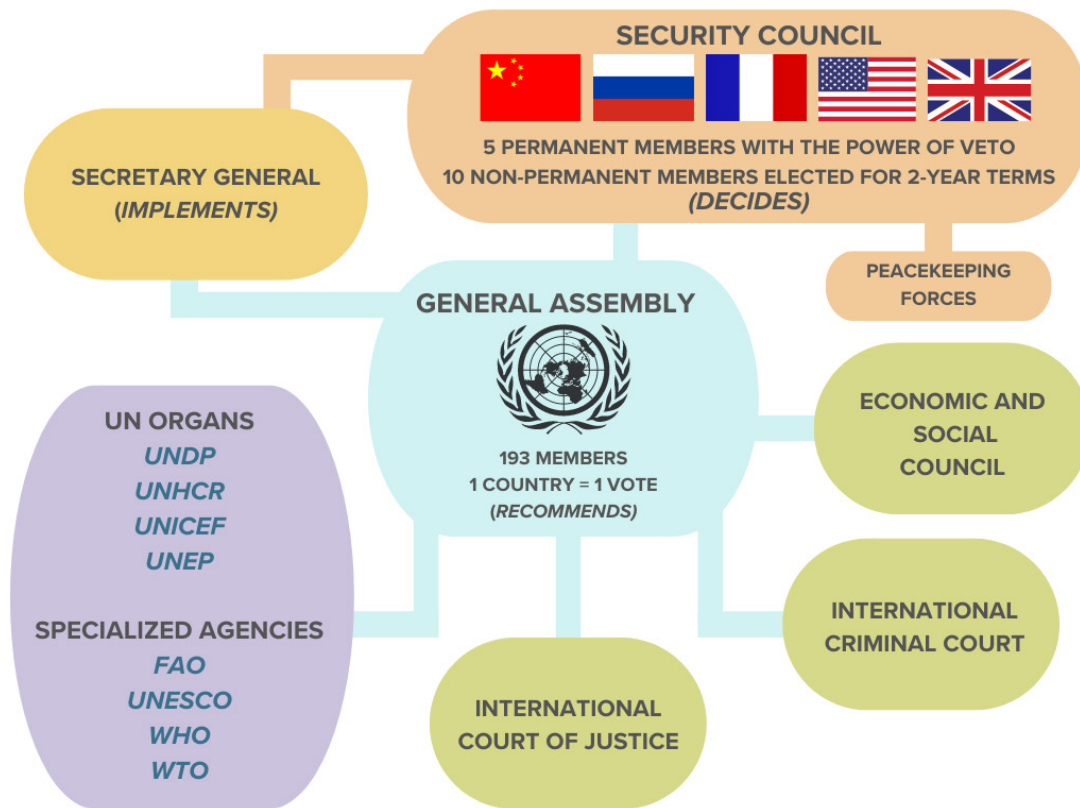 SECURITY COUNCIL
5 PERMANENT MEMBERS WITH THE POWER OF VETO
10 NON-PERMANENT MEMBERS ELECTED FOR 2-YEAR TERMS
(DECIDES)
SECRETARY GENERAL
(IMPLEMENTS)
PEACEKEEPING
FORCES
GENERAL ASSEMBLY
193 MEMBERS
1 COUNTRY = 1 VOTE
(RECOMMENDS)
ECONOMIC AND
SOCIAL
COUNCIL
UN ORGANS
UNDP
UNHCR
UNICEF
UNEP
SPECIALIZED AGENCIES
FAO
UNESCO
WHO
WTO
INTERNATIONAL
CRIMINAL COURT
INTERNATIONAL
COURT OF JUSTICE